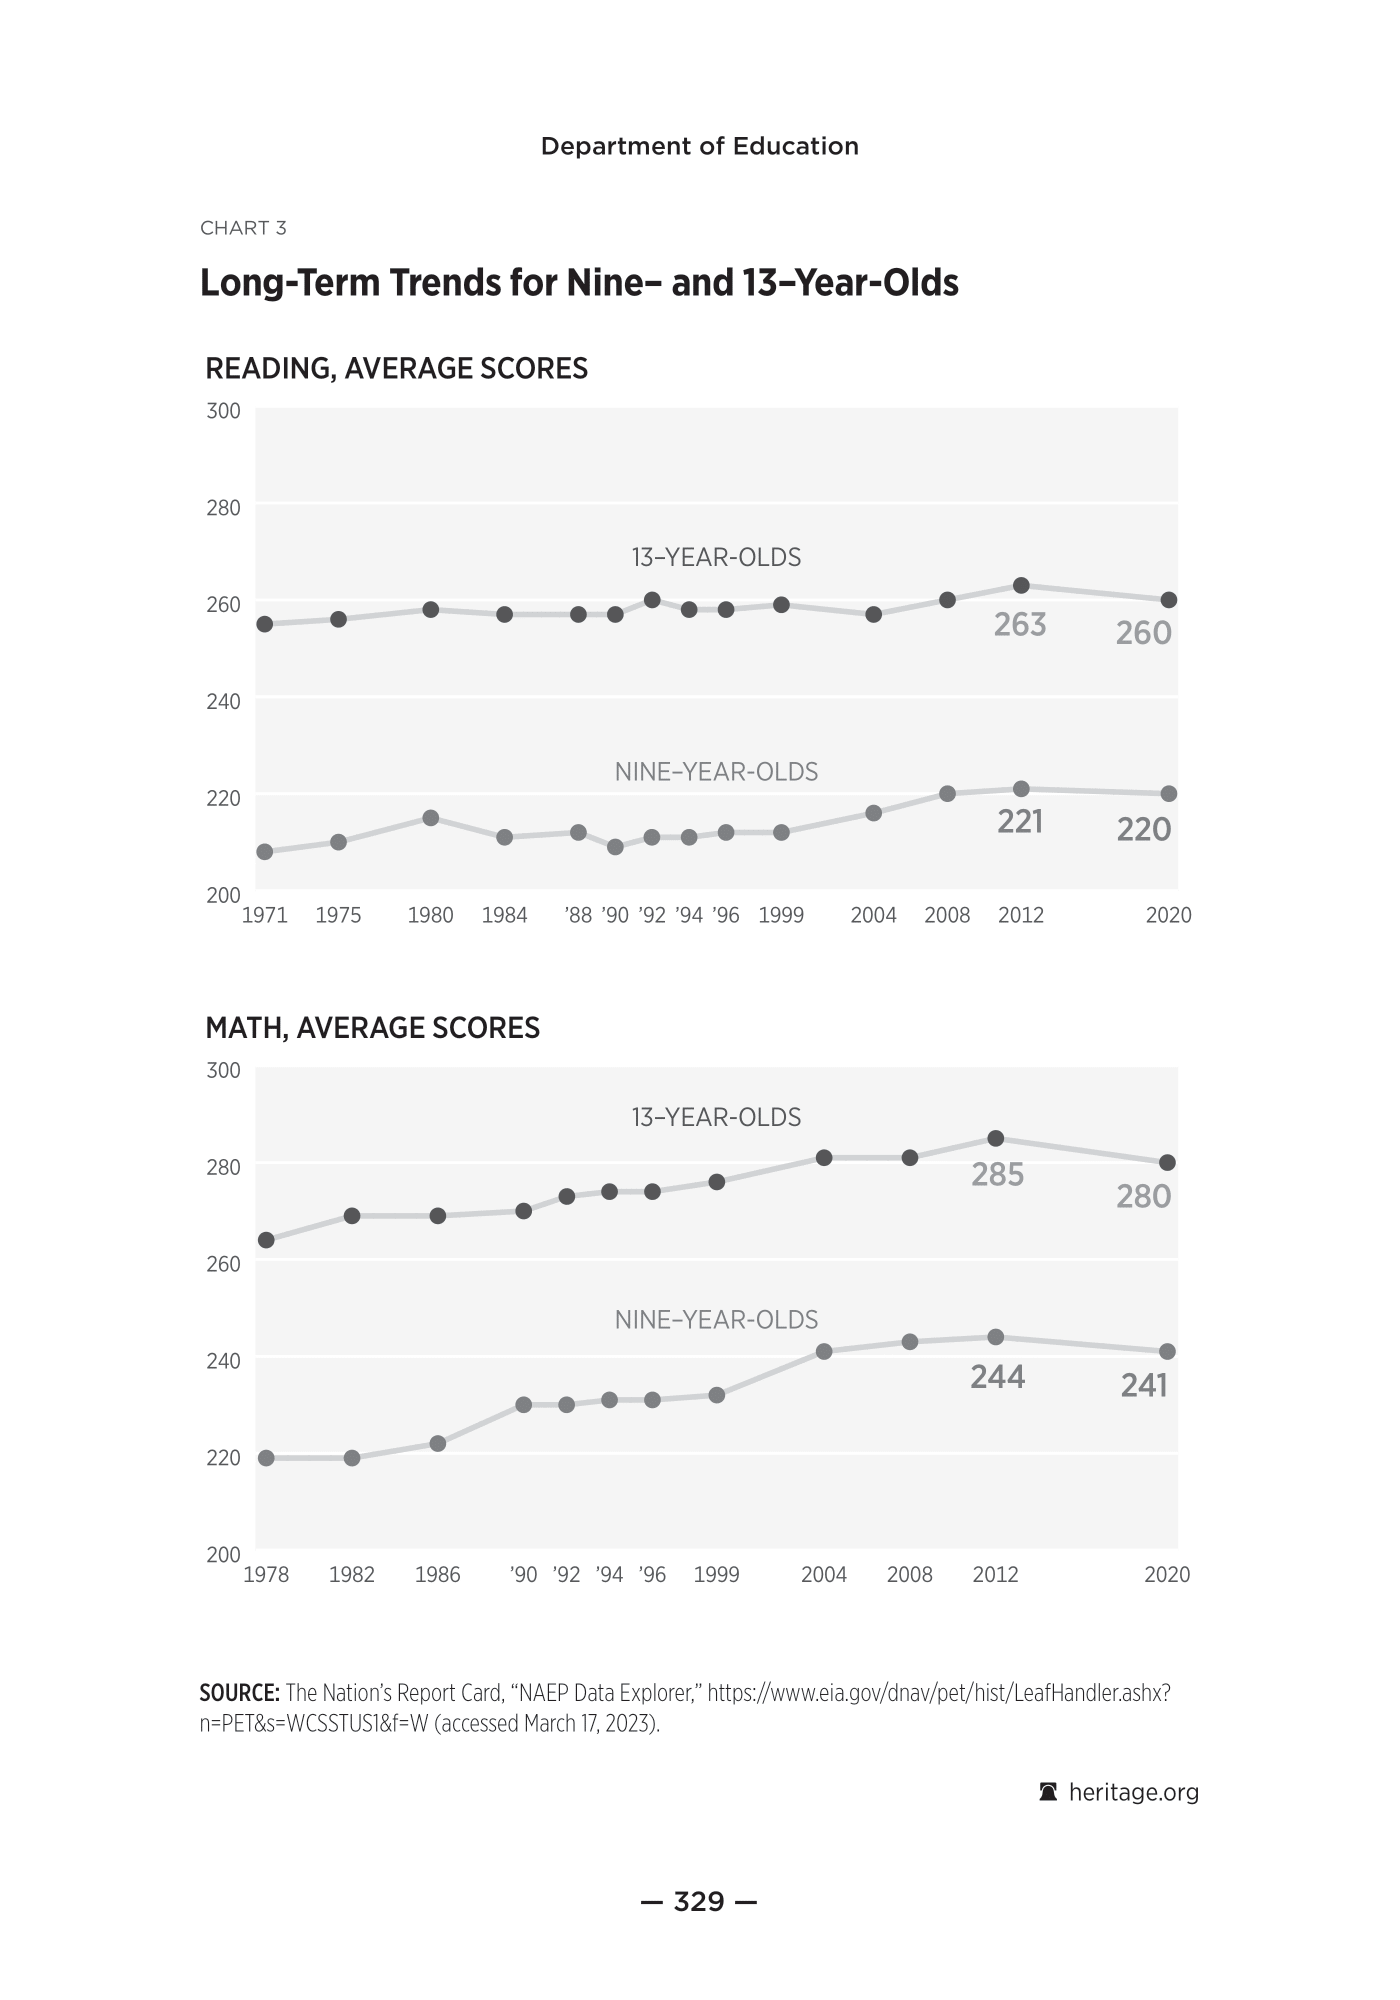 Department of Education
CHART 3
Long-Term Trends for Nine– and 13–Year-Olds
READING, AVERAGE SCORES
300
280
13–YEAR-OLDS
260
263
260
240
NINE–YEAR-OLDS
220
221
220
200
1971 1975 1980 1984 ’88 ’90 ’92 ’94 ’96 1999 2004 2008 2012 2020
MATH, AVERAGE SCORES
300
13–YEAR-OLDS
280
285
280
260
NINE–YEAR-OLDS
240
244
241
220
200
1978 1982 1986 ’90 ’92 ’94 ’96 1999 2004 2008 2012 2020
SOURCE: The Nation’s Report Card, “NAEP Data Explorer,” https://www.eia.gov/dnav/pet/hist/LeafHandler.ashx?
n=PET&s=WCSSTUS1&f=W (accessed March 17, 2023).
heritage.org
— 329 —